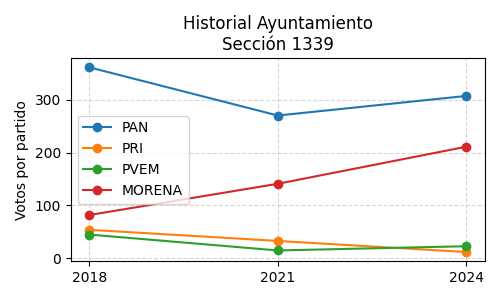 Historial Ayuntamiento
Sección 1339
Votos por partido
300
200
100
0
PAN
PRI
PVEM
MORENA
2018
2021
2024